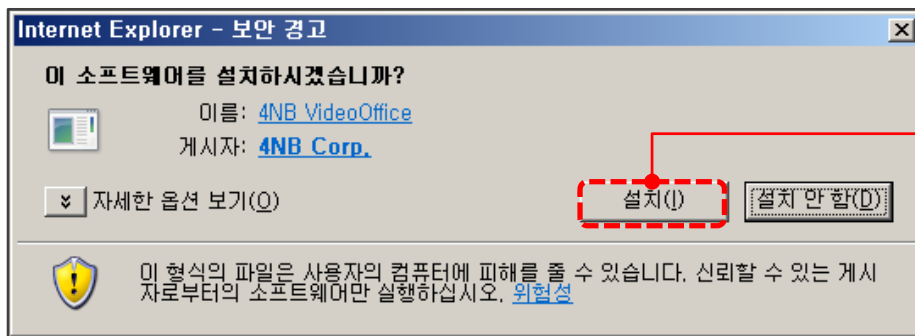 Internet Explorer - 보안 경고
이 소프트웨어를 설치하시겠습니까?
이름: 4NB VideoOffice
게시자: 4NB Corp.
자세한 옵션 보기(O)
설치(I)
설치 안 함(D)
이 형식의 파일은 사용자의 컴퓨터에 피해를 줄 수 있습니다. 신뢰할 수 있는 게시
자로부터의 소프트웨어만 실행하십시오. 위험성